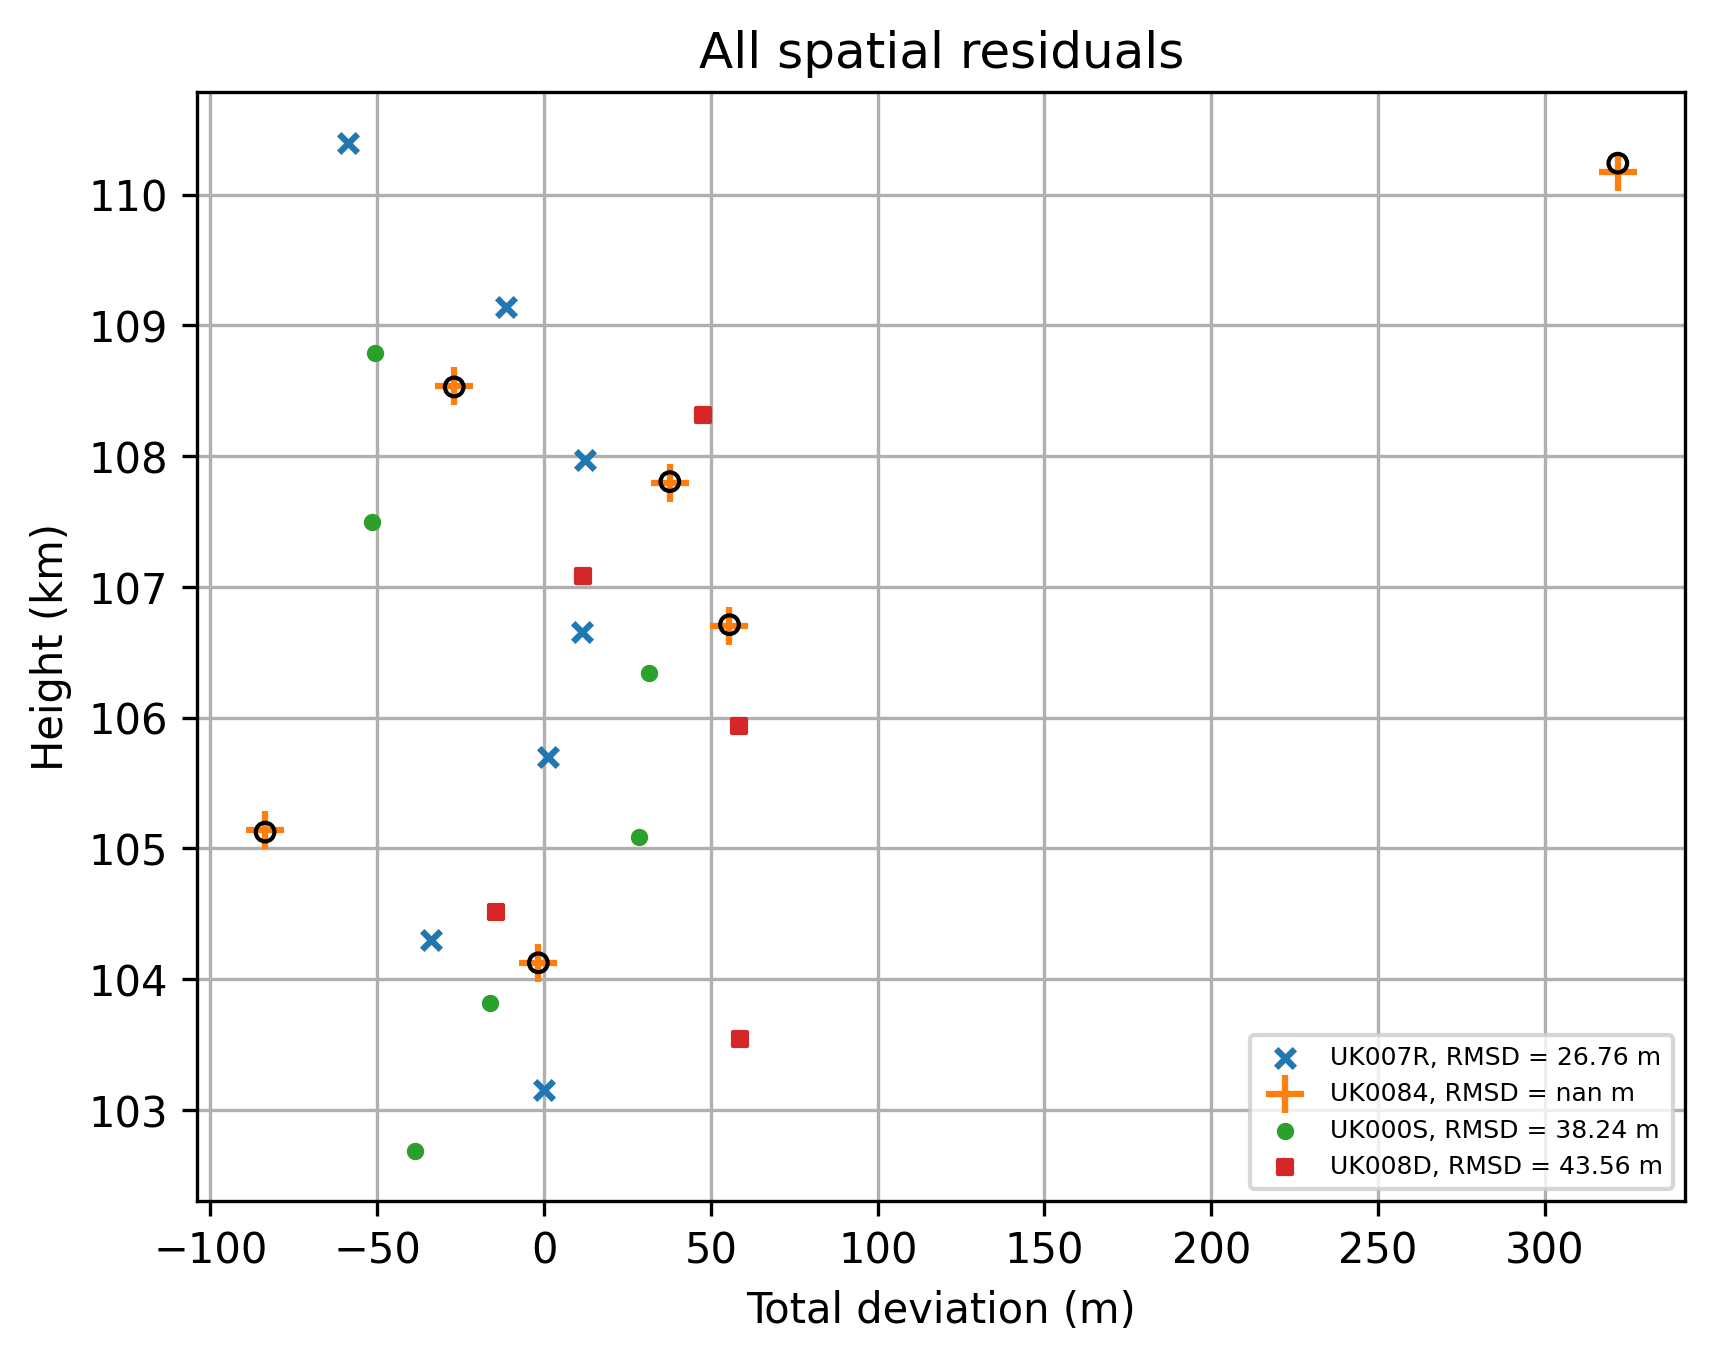 All spatial residuals
Height (km)
110
109
108
107
106
105
104
103
UK007R, RMSD = 26.76 m
UK0084, RMSD = nan m
UK000S, RMSD = 38.24 m
UK008D, RMSD = 43.56 m
−100 −50 0 50 100 150 200 250 300
Total deviation (m)